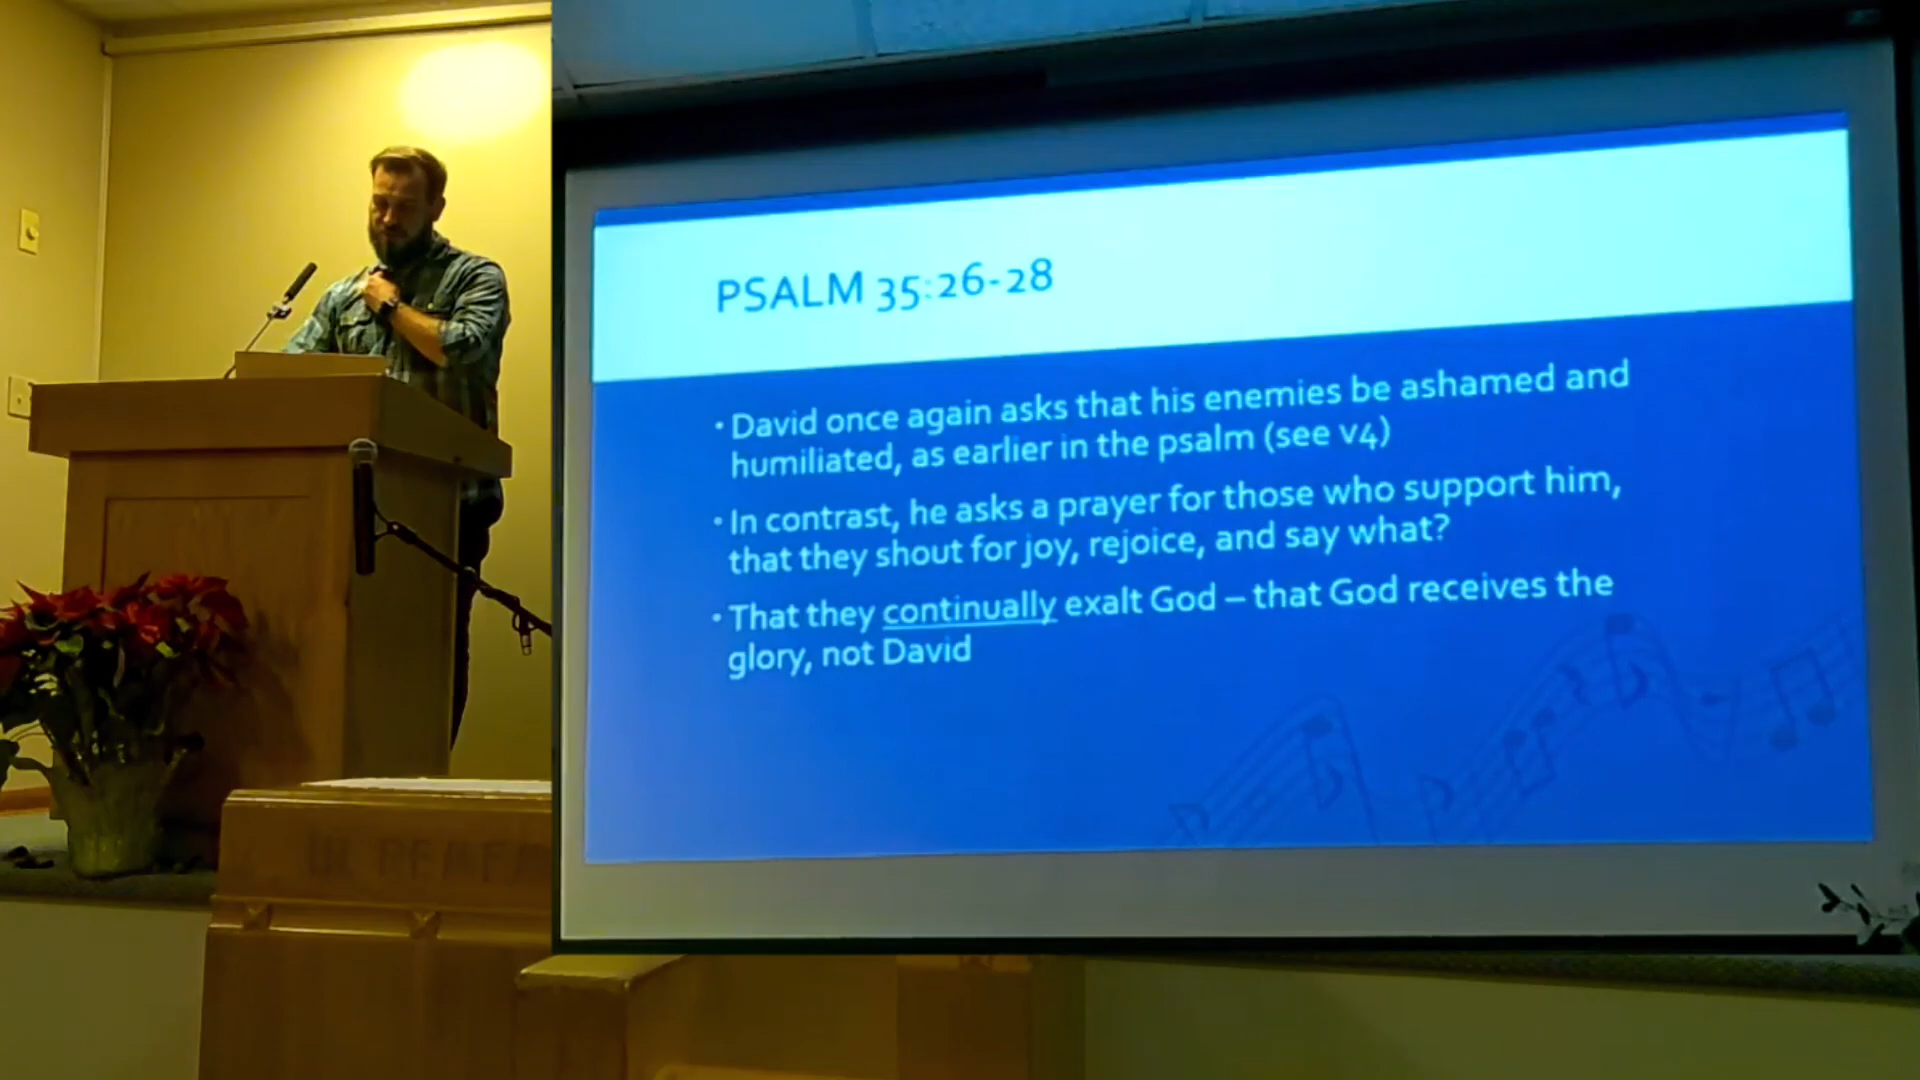 PSALM 35:26-28
• David once again asks that his enemies be ashamed and
humiliated, as earlier in the psalm (see v4)
• In contrast, he asks a prayer for those who support him,
that they shout for joy, rejoice, and say what?
• That they continually exalt God – that God receives the
glory, not David
IN